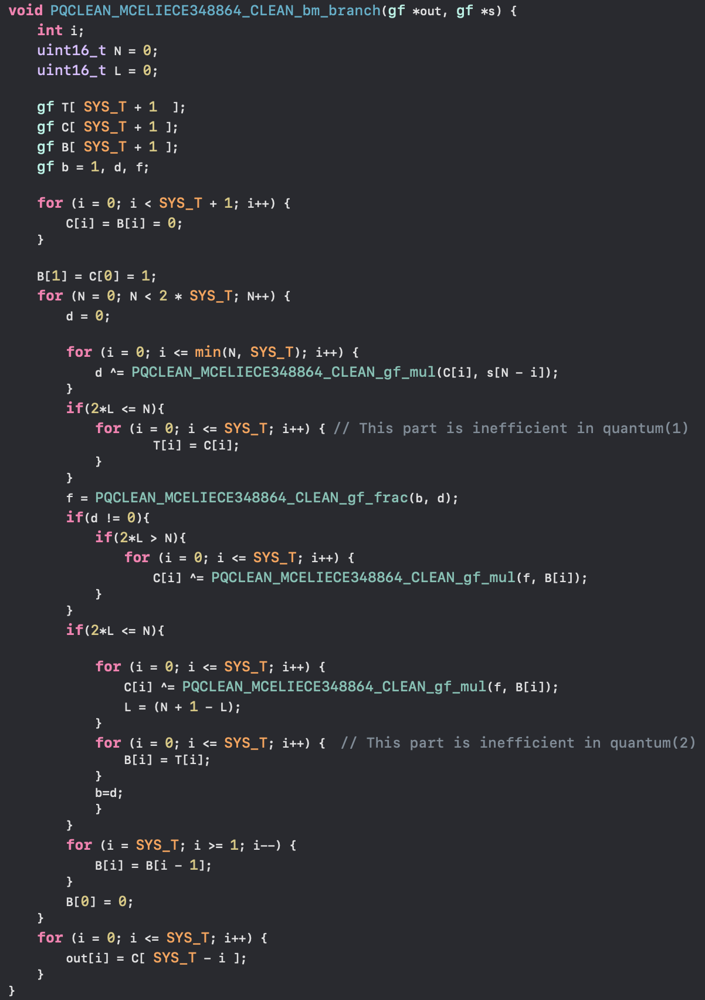 void PQCLEAN_MCELIECE348864_CLEAN_bm_branch(gf *out, gf *s) {
    int i;
    uint16_t N = 0;
    uint16_t L = 0;

    gf T[ SYS_T + 1  ];
    gf C[ SYS_T + 1 ];
    gf B[ SYS_T + 1 ];
    gf b = 1, d, f;

    for (i = 0; i < SYS_T + 1; i++) {
        C[i] = B[i] = 0;
    }

    B[1] = C[0] = 1;
    for (N = 0; N < 2 * SYS_T; N++) {
        d = 0;

        for (i = 0; i <= min(N, SYS_T); i++) {
            d ^= PQCLEAN_MCELIECE348864_CLEAN_gf_mul(C[i], s[N - i]);
        }
        if(2*L <= N){
            for (i = 0; i <= SYS_T; i++) { // This part is inefficient in quantum(1)
                    T[i] = C[i];
            }
        }
        f = PQCLEAN_MCELIECE348864_CLEAN_gf_frac(b, d);
        if(d != 0){
            if(2*L > N){
                for (i = 0; i <= SYS_T; i++) {
                    C[i] ^= PQCLEAN_MCELIECE348864_CLEAN_gf_mul(f, B[i]);
            }
        }
        if(2*L <= N){

            for (i = 0; i <= SYS_T; i++) {
                C[i] ^= PQCLEAN_MCELIECE348864_CLEAN_gf_mul(f, B[i]);
                L = (N + 1 - L);
            }
            for (i = 0; i <= SYS_T; i++) {  // This part is inefficient in quantum(2)
                B[i] = T[i];
            }
            b=d;
            }
        }
        for (i = SYS_T; i >= 1; i--) {
            B[i] = B[i - 1];
        }
        B[0] = 0;
    }
    for (i = 0; i <= SYS_T; i++) {
        out[i] = C[ SYS_T - i ];
    }
}